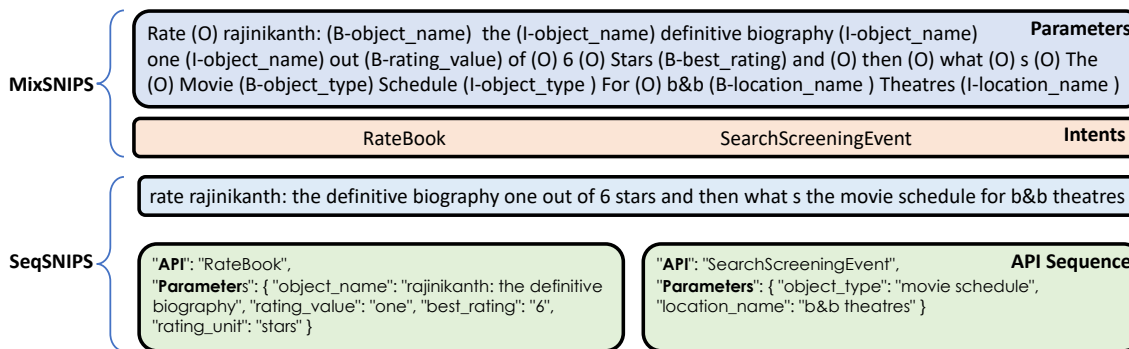 Rate (O) rajinikanth: (B-object_name) the (I-object_name) definitive biography (I-object_name) Parameters
one (I-object_name) out (B-rating_value) of (O) 6 (O) Stars (B-best_rating) and (O) then (O) what (O) s (O) The
(O) Movie (B-object_type) Schedule (I-object_type ) For (O) b&b (B-location_name ) Theatres (I-location_name )
MixSNIPS
RateBook SearchScreeningEvent Intents
rate rajinikanth: the definitive biography one out of 6 stars and then what s the movie schedule for b&b theatres
SeqSNIPS
"API": "RateBook",
"Parameters": { "object_name": "rajinikanth: the definitive
biography", "rating_value": "one", "best_rating": "6",
"rating_unit": "stars" }
"API": "SearchScreeningEvent", API Sequence
"Parameters": { "object_type": "movie schedule",
"location_name": "b&b theatres" }